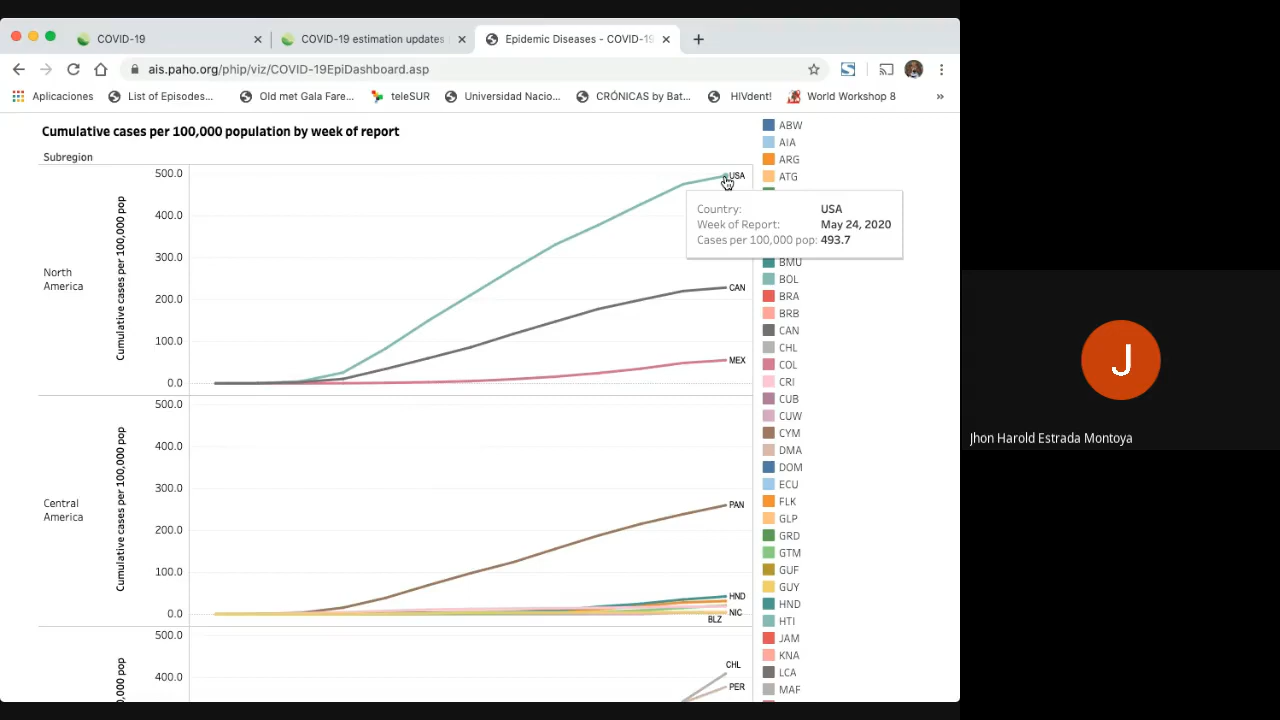 COVID-19
COVID-19 estimation updates
Epidemic Diseases - COVID-19
ais.paho.org/phip/viz/COVID-19EpiDashboard.asp
Aplicaciones
List of Episodes...
Old met Gala Fare...
teleSUR
Universidad Nacio...
CRÓNICAS by Bat...
HIVdent!
World Workshop 8
»
Cumulative cases per 100,000 population by week of report
Subregion
North
America
Cumulative cases per 100,000 pop
500.0
400.0
300.0
200.0
100.0
0.0
USA
CAN
MEX
Country: USA
Week of Report: May 24, 2020
Cases per 100,000 pop: 493.7
Central
America
Cumulative cases per 100,000 pop
500.0
400.0
300.0
200.0
100.0
0.0
PAN
HND
NIC
BLZ
500.0
400.0
0,000 pop
CHL
PER
ABW
AIA
ARG
ATG
BMU
BOL
BRA
BRB
CAN
CHL
COL
CRI
CUB
CUW
CYM
DMA
DOM
ECU
FLK
GLP
GRD
GTM
GUF
GUY
HND
HTI
JAM
KNA
LCA
MAF
J
Jhon Harold Estrada Montoya